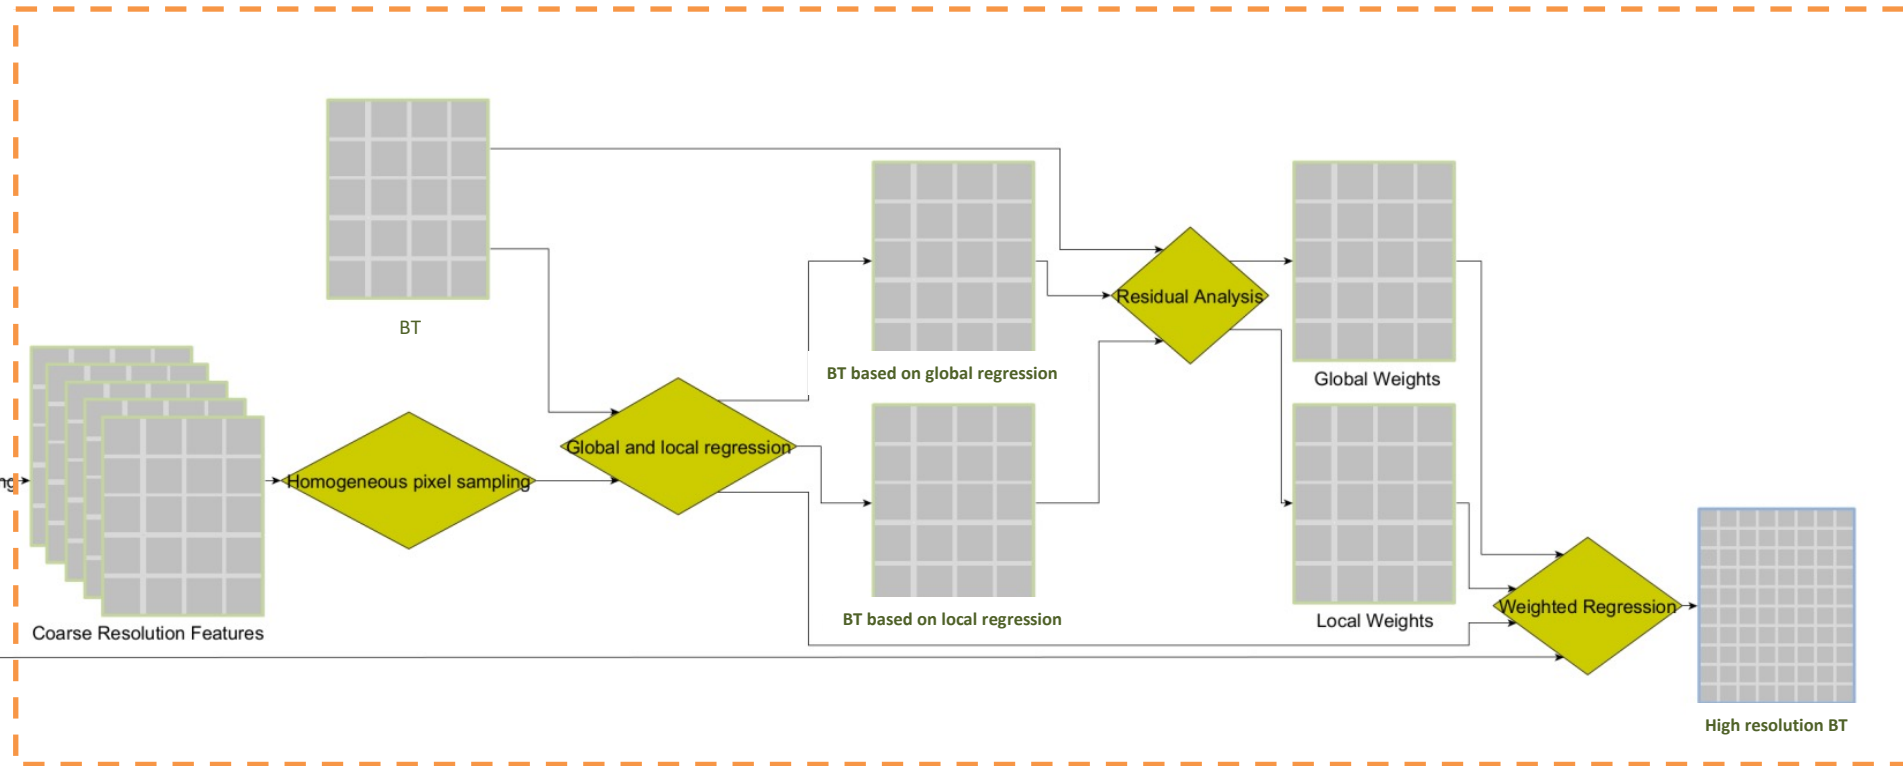 BT
BT based on global regression
Residual Analysis
Global Weights
Global and local regression
Homogeneous pixel sampling
ng
Coarse Resolution Features
BT based on local regression
Local Weights
Weighted Regression
High resolution BT